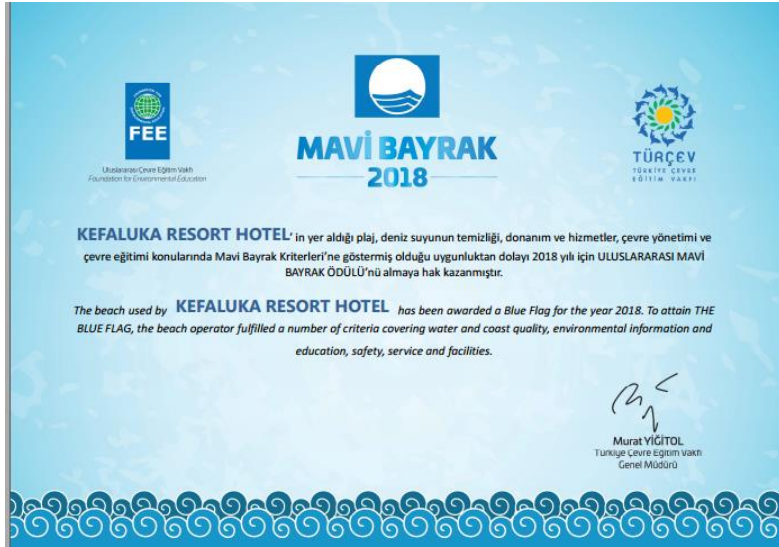 FEE
Uluslararası Çevre Eğitim Vakfı
Foundation for Environmental Education
MAVİ BAYRAK
2018
TÜRÇEV
TÜRKİYE ÇEVRE
EĞİTİM VAKFI
KEFALUKA RESORT HOTEL' in yer aldığı plaj, deniz suyunun temizliği, donanım ve hizmetler, çevre yönetimi ve
çevre eğitimi konularında Mavi Bayrak Kriterleri'ne göstermiş olduğu uygunluktan dolayı 2018 yılı için ULUSLARARASI MAVİ
BAYRAK ÖDÜLÜ'nü almaya hak kazanmıştır.
The beach used by KEFALUKA RESORT HOTEL has been awarded a Blue Flag for the year 2018. To attain THE
BLUE FLAG, the beach operator fulfilled a number of criteria covering water and coast quality, environmental information and
education, safety, service and facilities.
Murat YİĞİTOL
Türkiye Çevre Eğitim Vakfı
Genel Müdürü